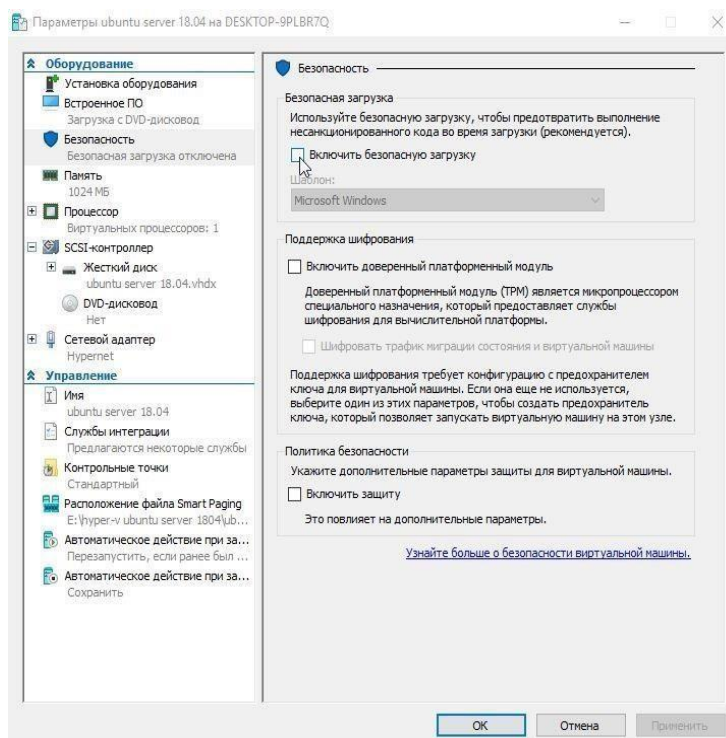 Параметры ubuntu server 18.04 на DESKTOP-9PLBR7Q
Оборудование
Установка оборудования
Встроенное ПО
Загрузка с DVD-дисковод
Безопасность
Безопасная загрузка отключена
Память
1024 МБ
Процессор
Виртуальных процессоров: 1
SCSI-контроллер
Жесткий диск
ubuntu server 18.04.vhdx
DVD-дисковод
Нет
Сетевой адаптер
Hypernet
Управление
Имя
ubuntu server 18.04
Службы интеграции
Предлагаются некоторые службы
Контрольные точки
Стандартный
Расположение файла Smart Paging
E:\hyper-v ubuntu server 1804\ub...
Автоматическое действие при за...
Перезапустить, если ранее был ...
Автоматическое действие при за...
Сохранить
Безопасность
Безопасная загрузка
Используйте безопасную загрузку, чтобы предотвратить выполнение
несанкционированного кода во время загрузки (рекомендуется).
Включить безопасную загрузку
Шаблон:
Microsoft Windows
Поддержка шифрования
Включить доверенный платформенный модуль
Доверенный платформенный модуль (TPM) является микропроцессором
специального назначения, который предоставляет службы
шифрования для вычислительной платформы.
Шифровать трафик миграции состояния и виртуальной машины
Поддержка шифрования требует конфигурацию с предохранителем
ключа для виртуальной машины. Если она еще не используется,
выберите один из этих параметров, чтобы создать предохранитель
ключа, который позволяет запускать виртуальную машину на этом узле.
Политика безопасности
Укажите дополнительные параметры защиты для виртуальной машины.
Включить защиту
Это повлияет на дополнительные параметры.
Узнайте больше о безопасности виртуальной машины.
ОК
Отмена
Применить